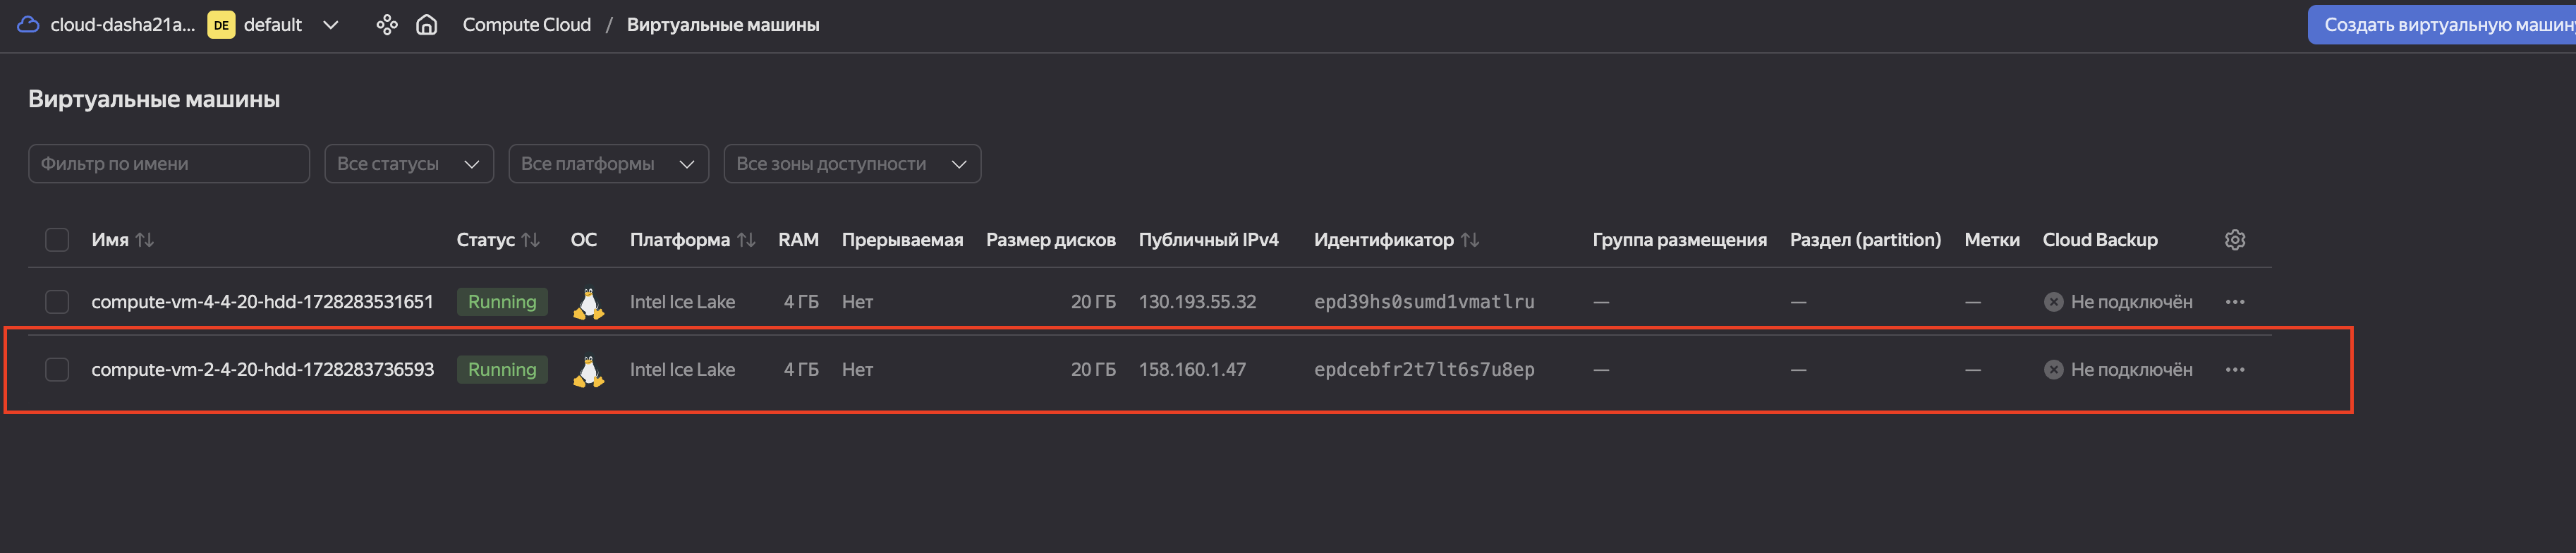 cloud-dasha21a... DE default Compute Cloud / Виртуальные машины Создать виртуальную машин
Виртуальные машины
Фильтр по имени Все статусы Все платформы Все зоны доступности
Имя Статус ОС Платформа RAM Прерываемая Размер дисков Публичный IPv4 Идентификатор Группа размещения Раздел (partition) Метки Cloud Backup
compute-vm-4-4-20-hdd-1728283531651 Running Intel Ice Lake 4 ГБ Нет 20 ГБ 130.193.55.32 epd39hs0sumd1vmatlru — — — Не подключён ...
compute-vm-2-4-20-hdd-1728283736593 Running Intel Ice Lake 4 ГБ Нет 20 ГБ 158.160.1.47 epdcebfr2t7lt6s7u8ep — — — Не подключён ...